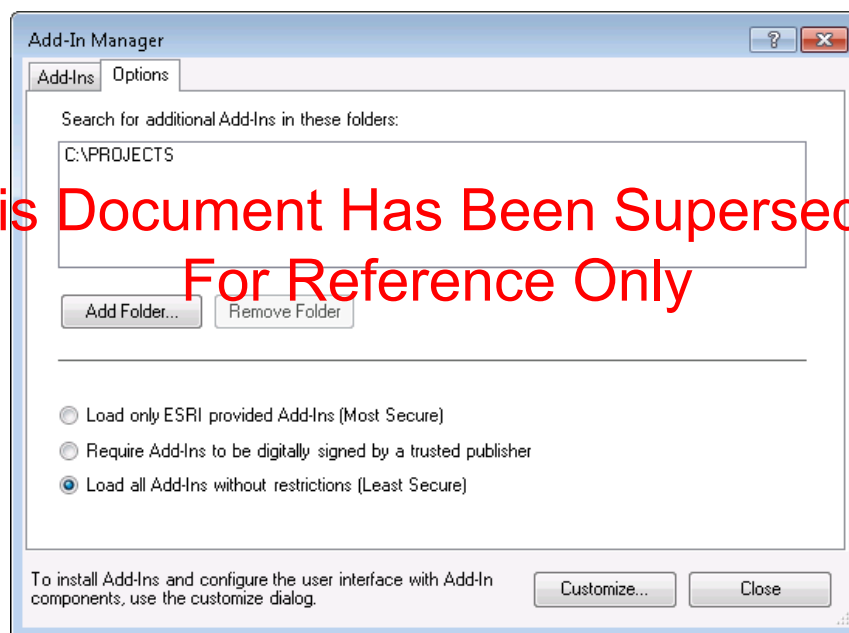 Add-In Manager
Add-Ins Options
Search for additional Add-Ins in these folders:
C:\PROJECTS
is Document Has Been Supersed
For Reference Only
Add Folder... Remove Folder
Load only ESRI provided Add-Ins (Most Secure)
Require Add-Ins to be digitally signed by a trusted publisher
Load all Add-Ins without restrictions (Least Secure)
To install Add-Ins and configure the user interface with Add-In
components, use the customize dialog.
Customize... Close